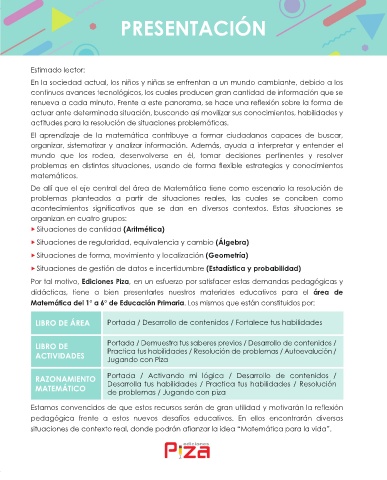 PRESENTACIÓN
Estimado lector:
En la sociedad actual, los niños y niñas se enfrentan a un mundo cambiante, debido a los
continuos avances tecnológicos, los cuales producen gran cantidad de información que se
renueva a cada minuto. Frente a este panorama, se hace una reflexión sobre la forma de
actuar ante determinada situación, buscando así movilizar sus conocimientos, habilidades y
actitudes para la resolución de situaciones problemáticas.
El aprendizaje de la matemática contribuye a formar ciudadanos capaces de buscar,
organizar, sistematizar y analizar información. Además, ayuda a interpretar y entender el
mundo que los rodea, desenvolverse en él, tomar decisiones pertinentes y resolver
problemas en distintas situaciones, usando de forma flexible estrategias y conocimientos
matemáticos.
De allí que el eje central del área de Matemática tiene como escenario la resolución de
problemas planteados a partir de situaciones reales, las cuales se conciben como
acontecimientos significativos que se dan en diversos contextos. Estas situaciones se
organizan en cuatro grupos:
Situaciones de cantidad (Aritmética)
Situaciones de regularidad, equivalencia y cambio (Álgebra)
Situaciones de forma, movimiento y localización (Geometría)
Situaciones de gestión de datos e incertidumbre (Estadística y probabilidad)
Por tal motivo, Ediciones Piza, en un esfuerzo por satisfacer estas demandas pedagógicas y
didácticas, tiene a bien presentarles nuestros materiales educativos para el área de
Matemática del 1° a 6° de Educación Primaria. Los mismos que están constituidos por:
LIBRO DE ÁREA
Portada / Desarrollo de contenidos / Fortalece tus habilidades
LIBRO DE
ACTIVIDADES
Portada / Demuestra tus saberes previos / Desarrollo de contenidos /
Practica tus habilidades / Resolución de problemas / Autoevalución /
Jugando con Piza
RAZONAMIENTO
MATEMÁTICO
Portada / Activando mi lógica / Desarrollo de contenidos /
Desarrolla tus habilidades / Practica tus habilidades / Resolución
de problemas / Jugando con piza
Estamos convencidos de que estos recursos serán de gran utilidad y motivarán la reflexión
pedagógica frente a estos nuevos desafíos educativos. En ellos encontrarán diversas
situaciones de contexto real, donde podrán afianzar la idea “Matemática para la vida”.
ediciones
Piza